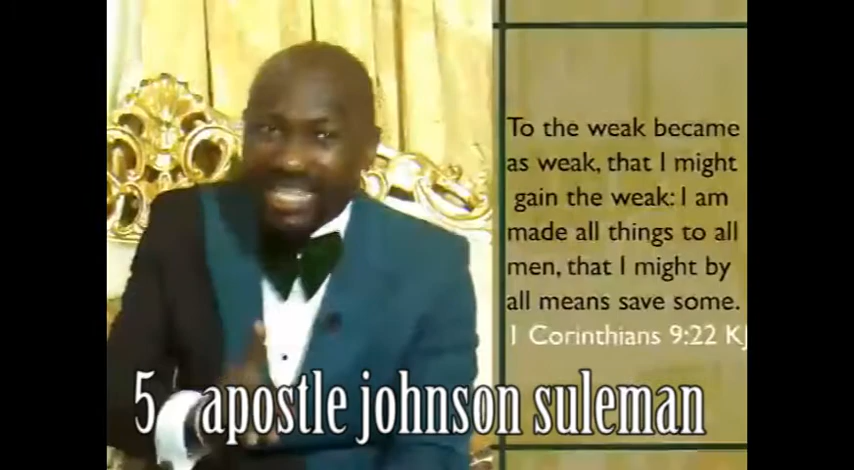 To the weak became
as weak, that I might
gain the weak: I am
made all things to all
men, that I might by
all means save some.
1 Corinthians 9:22 KJ
5 apostle johnson suleman